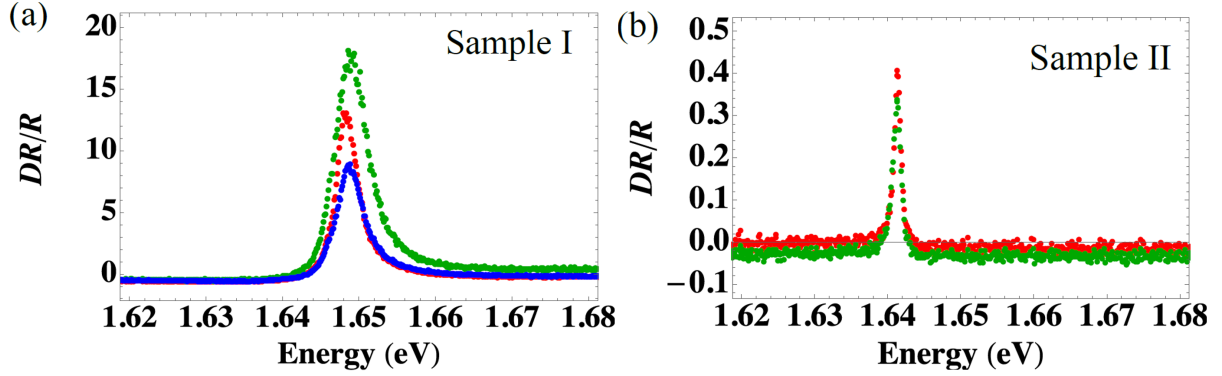 (a)
Sample I
DR/R
20
15
10
5
0
1.62 1.63 1.64 1.65 1.66 1.67 1.68
Energy (eV)
(b)
Sample II
DR/R
0.5
0.4
0.3
0.2
0.1
0.0
−0.1
1.62 1.63 1.64 1.65 1.66 1.67 1.68
Energy (eV)